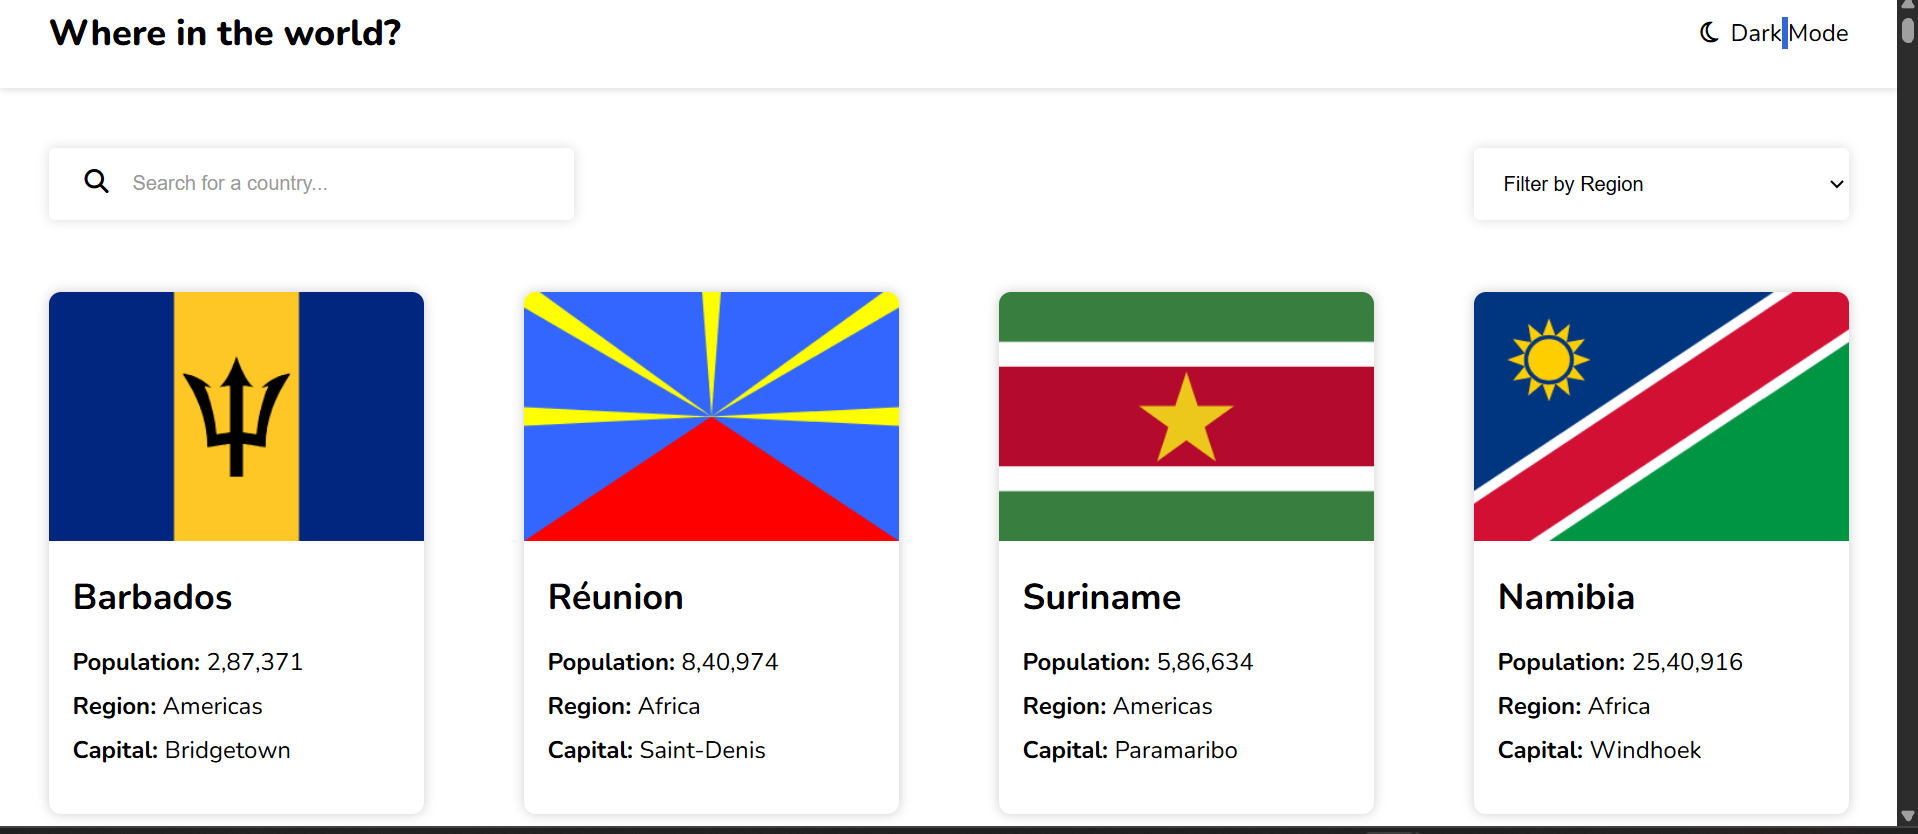 Where in the world?
Dark Mode
Search for a country...
Filter by Region
Barbados
Population: 2,87,371
Region: Americas
Capital: Bridgetown
Réunion
Population: 8,40,974
Region: Africa
Capital: Saint-Denis
Suriname
Population: 5,86,634
Region: Americas
Capital: Paramaribo
Namibia
Population: 25,40,916
Region: Africa
Capital: Windhoek